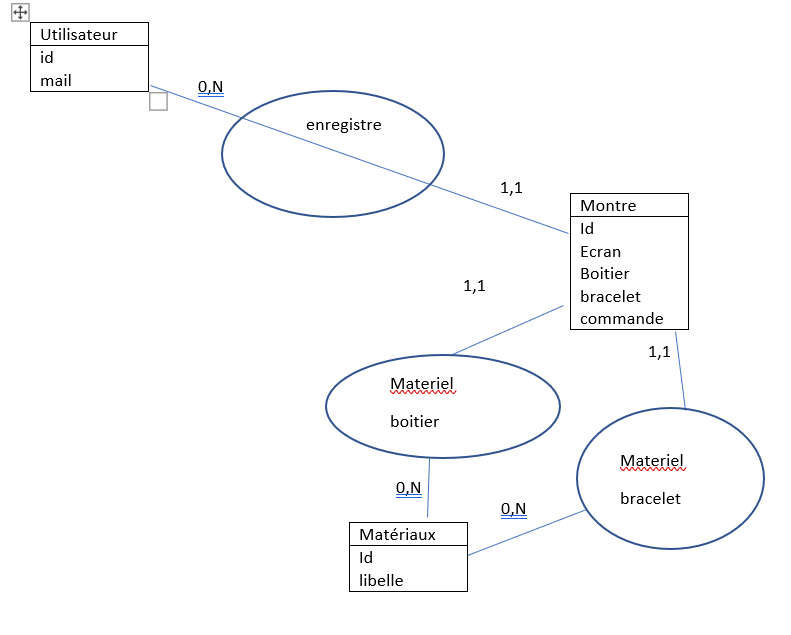 Utilisateur
id
mail
0,N
enregistre
1,1
Montre
Id
Ecran
Boitier
bracelet
commande
1,1
1,1
Materiel
boitier
Materiel
bracelet
0,N
0,N
Matériaux
Id
libelle